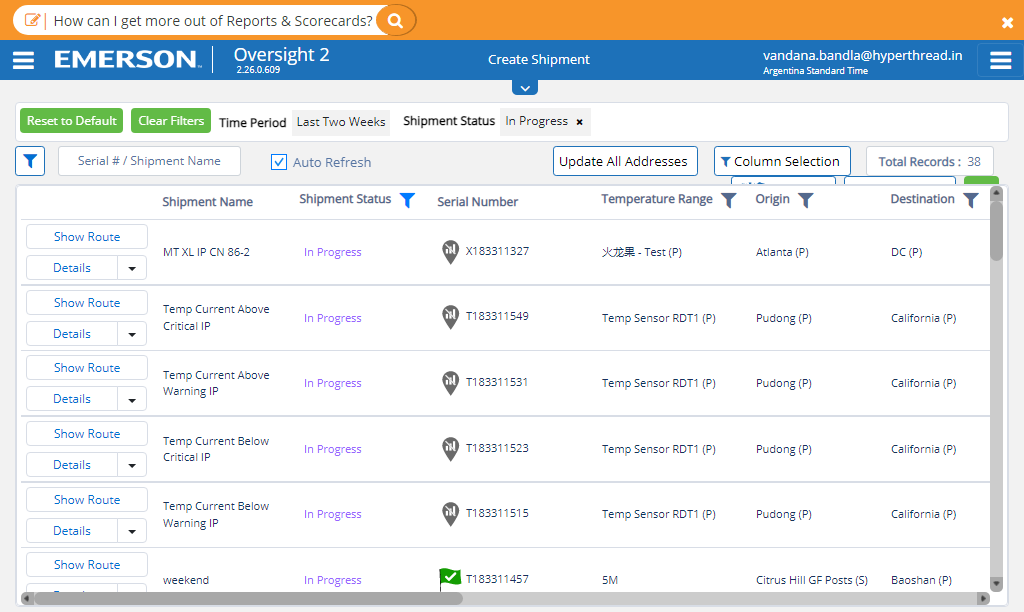 How can I get more out of Reports & Scorecards?
EMERSON
Oversight 2
2.26.0.609
Create Shipment
vandana.bandla@hyperthread.in
Argentina Standard Time
Reset to Default Clear Filters Time Period Last Two Weeks Shipment Status In Progress ×
Serial # / Shipment Name Auto Refresh Update All Addresses Column Selection Total Records : 38
Shipment Name Shipment Status Serial Number Temperature Range Origin Destination
Show Route
Details
MT XL IP CN 86-2 In Progress X183311327 火龙果 - Test (P) Atlanta (P) DC (P)
Show Route
Details
Temp Current Above
Critical IP
In Progress T183311549 Temp Sensor RDT1 (P) Pudong (P) California (P)
Show Route
Details
Temp Current Above
Warning IP
In Progress T183311531 Temp Sensor RDT1 (P) Pudong (P) California (P)
Show Route
Details
Temp Current Below
Critical IP
In Progress T183311523 Temp Sensor RDT1 (P) Pudong (P) California (P)
Show Route
Details
Temp Current Below
Warning IP
In Progress T183311515 Temp Sensor RDT1 (P) Pudong (P) California (P)
Show Route
weekend In Progress T183311457 5M Citrus Hill GF Posts (S) Baoshan (P)